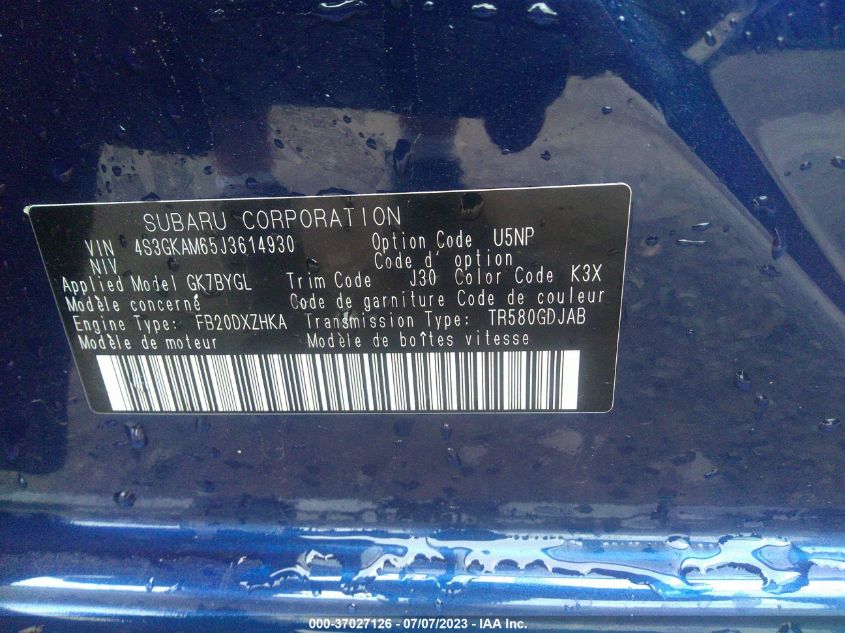 SUBARU CORPORATION
VIN 4S3GKAM65J3614930 Option Code U5NP
NIV Code d' option
Applied Model GK7BYGL Trim Code J30 Color Code K3X
Modèle concerné Code de garniture Code de couleur
Engine Type: FB20DXZHKA Transmission Type: TR580GDJAB
Modèle de moteur Modèle de boîtes vitesse
000-37027126 - 07/07/2023 - IAA Inc.